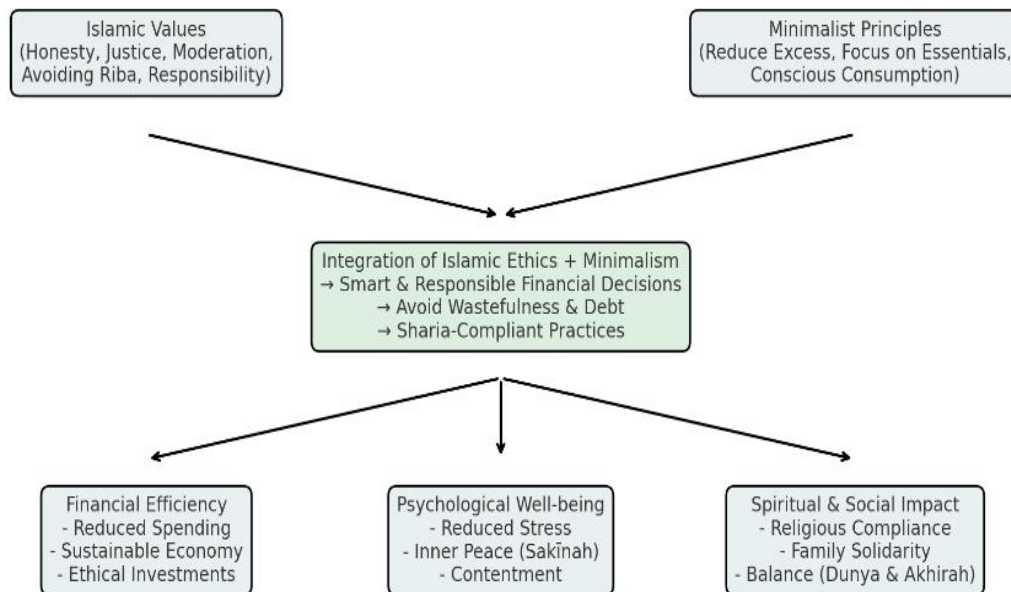 Islamic Values
(Honesty, Justice, Moderation,
Avoiding Riba, Responsibility)
Minimalist Principles
(Reduce Excess, Focus on Essentials,
Conscious Consumption)
Integration of Islamic Ethics + Minimalism
→ Smart & Responsible Financial Decisions
→ Avoid Wastefulness & Debt
→ Sharia-Compliant Practices
Financial Efficiency
- Reduced Spending
- Sustainable Economy
- Ethical Investments
Psychological Well-being
- Reduced Stress
- Inner Peace (Sakīnah)
- Contentment
Spiritual & Social Impact
- Religious Compliance
- Family Solidarity
- Balance (Dunya & Akhirah)